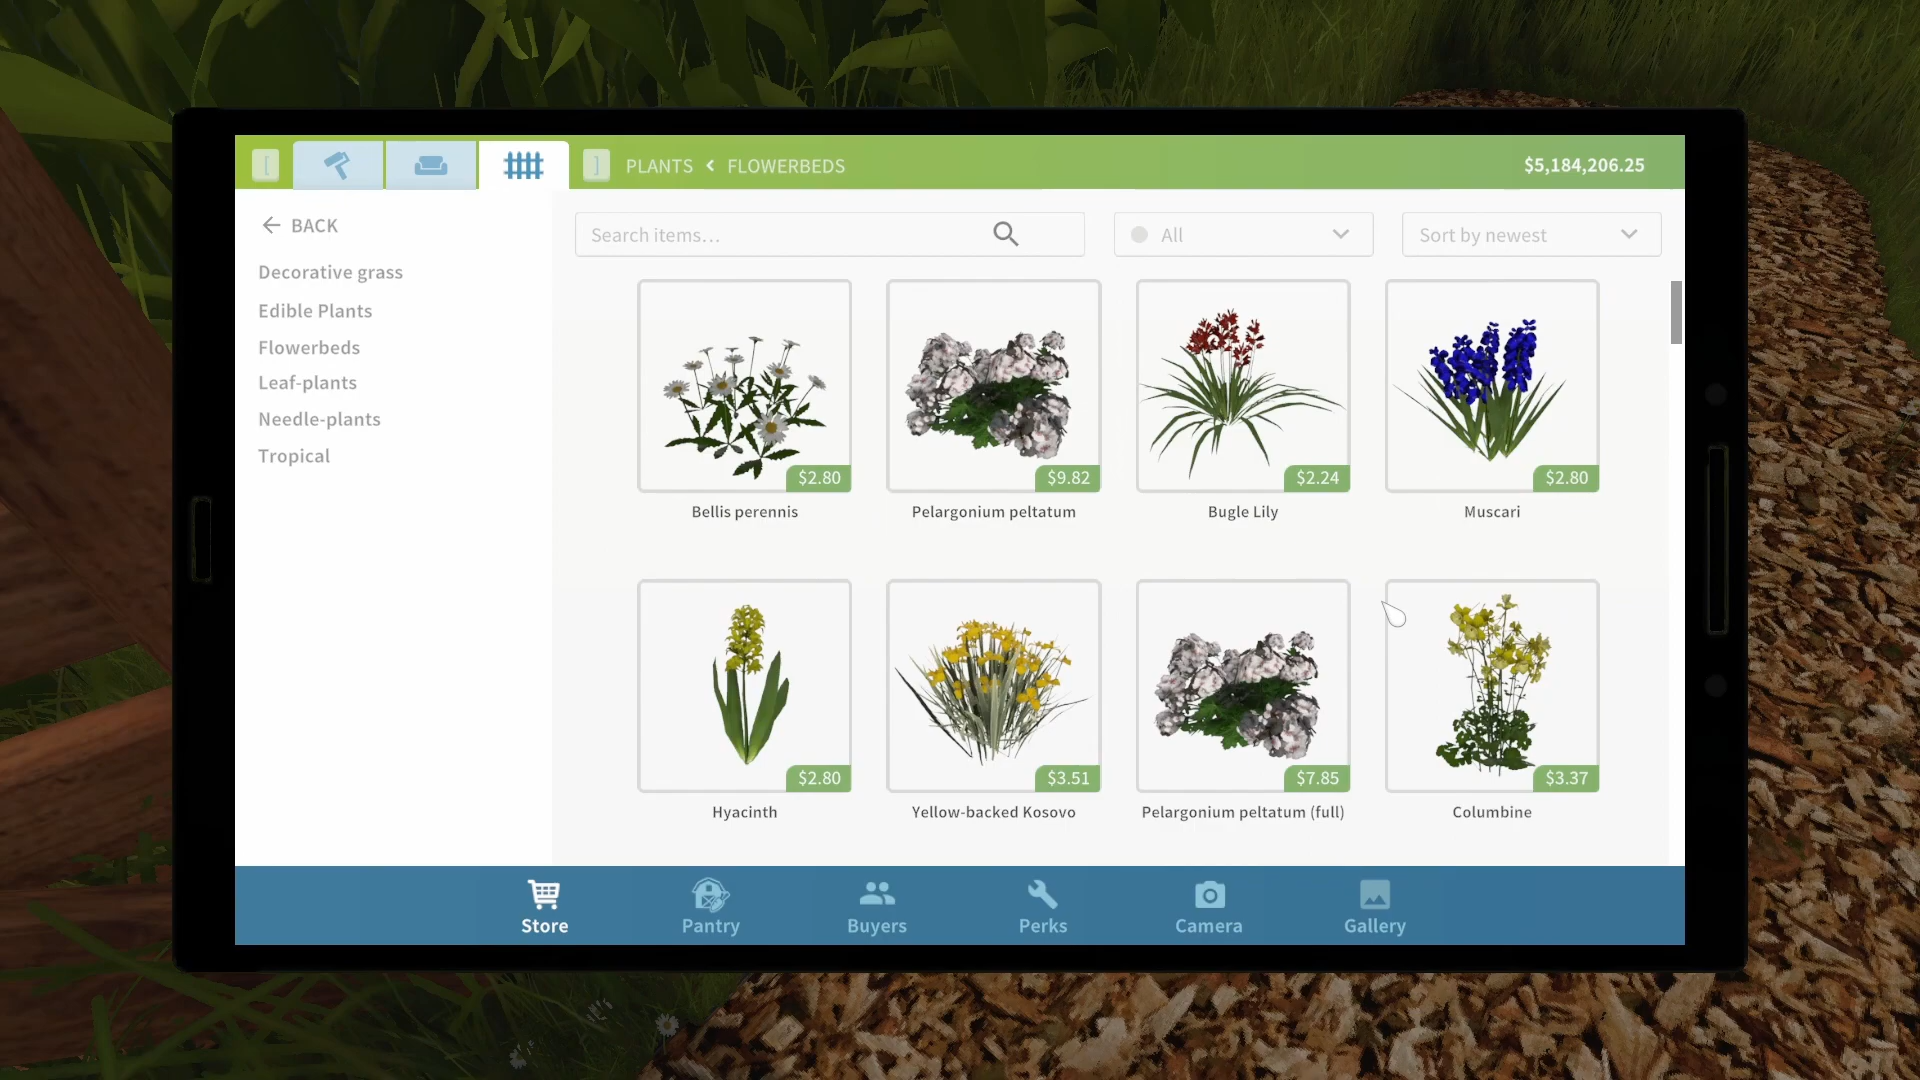 [
]
PLANTS < FLOWERBEDS
$5,184,206.25
← BACK
Decorative grass
Edible Plants
Flowerbeds
Leaf-plants
Needle-plants
Tropical
Search items...
All
Sort by newest
$2.80
$9.82
$2.24
$2.80
Bellis perennis
Pelargonium peltatum
Bugle Lily
Muscari
$2.80
$3.51
$7.85
$3.37
Hyacinth
Yellow-backed Kosovo
Pelargonium peltatum (full)
Columbine
Store
Pantry
Buyers
Perks
Camera
Gallery